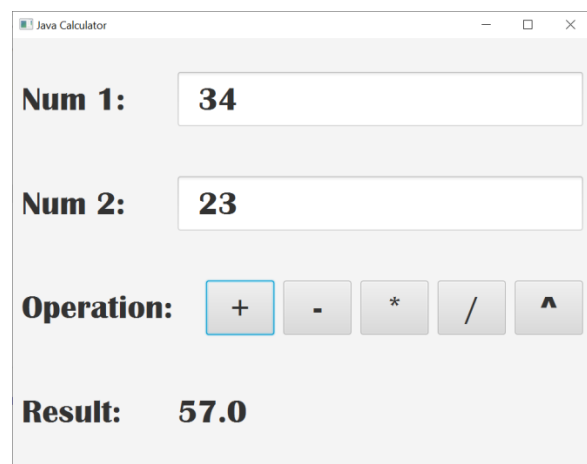 Java Calculator
Num 1: 34
Num 2: 23
Operation: + - * / ^
Result: 57.0